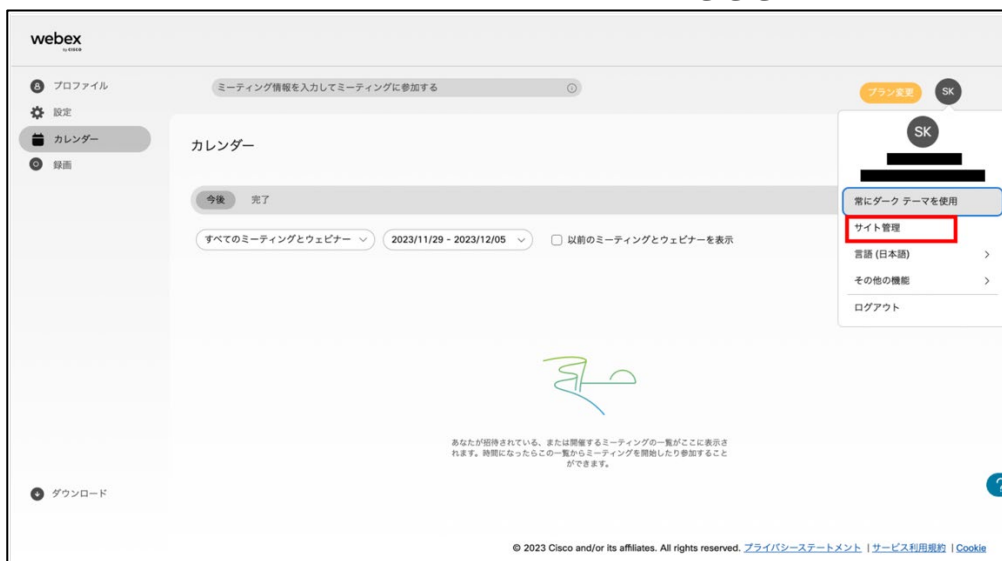 webex
by CISCO
プロファイル
設定
カレンダー
録画
ダウンロード
ミーティング情報を入力してミーティングに参加する
プラン変更
SK
カレンダー
今後 完了
すべてのミーティングとウェビナー
2023/11/29 - 2023/12/05
以前のミーティングとウェビナーを表示
SK
常にダーク テーマを使用
サイト管理
言語 (日本語)
その他の機能
ログアウト
あなたが招待されている、または開催するミーティングの一覧がここに表示さ
れます。時間になったらこの一覧からミーティングを開始したり参加すること
ができます。
?
© 2023 Cisco and/or its affiliates. All rights reserved. プライバシーステートメント | サービス利用規約 | Cookie